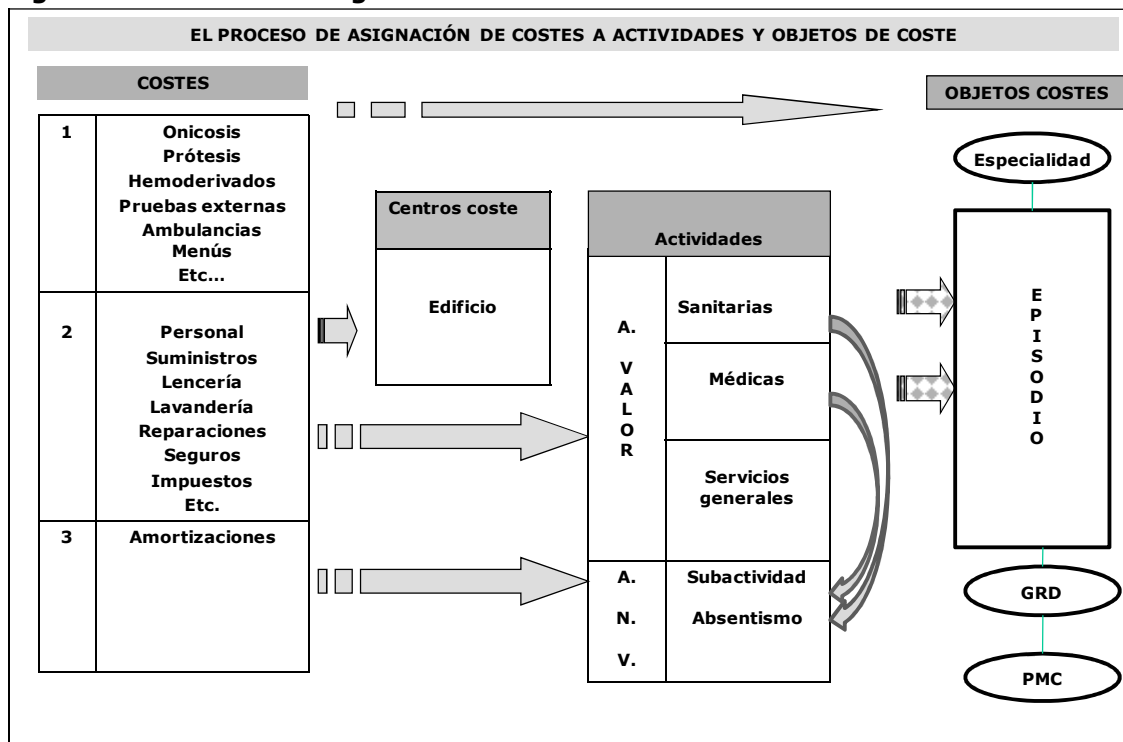 EL PROCESO DE ASIGNACIÓN DE COSTES A ACTIVIDADES Y OBJETOS DE COSTE
COSTES
1
Onicosis
Prótesis
Hemoderivados
Pruebas externas
Ambulancias
Menús
Etc...
2
Personal
Suministros
Lencería
Lavandería
Reparaciones
Seguros
Impuestos
Etc.
3
Amortizaciones
Centros coste
Edificio
Actividades
A.
V
A
L
O
R
Sanitarias
Médicas
Servicios
generales
A.
N.
V.
Subactividad
Absentismo
OBJETOS COSTES
Especialidad
E
P
I
S
O
D
I
O
GRD
PMC